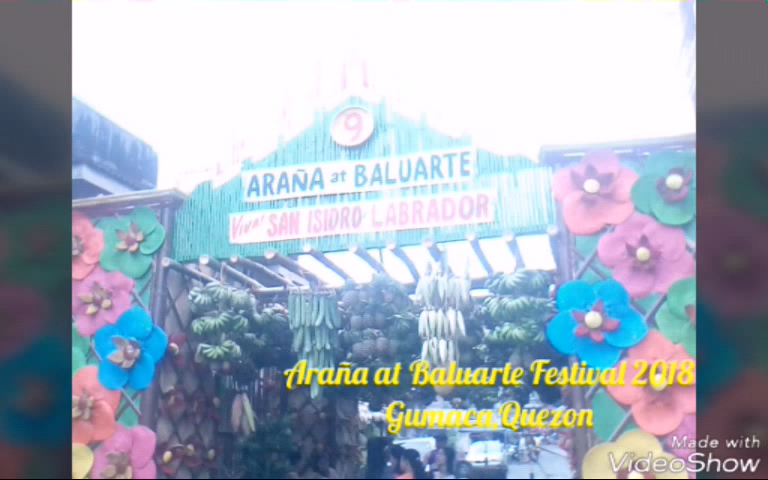 9
ARAÑA at BALUARTE
Viva! SAN ISIDRO LABRADOR
Araña at Baluarte Festival 2018
Gumaca,Quezon
Made with
VideoShow